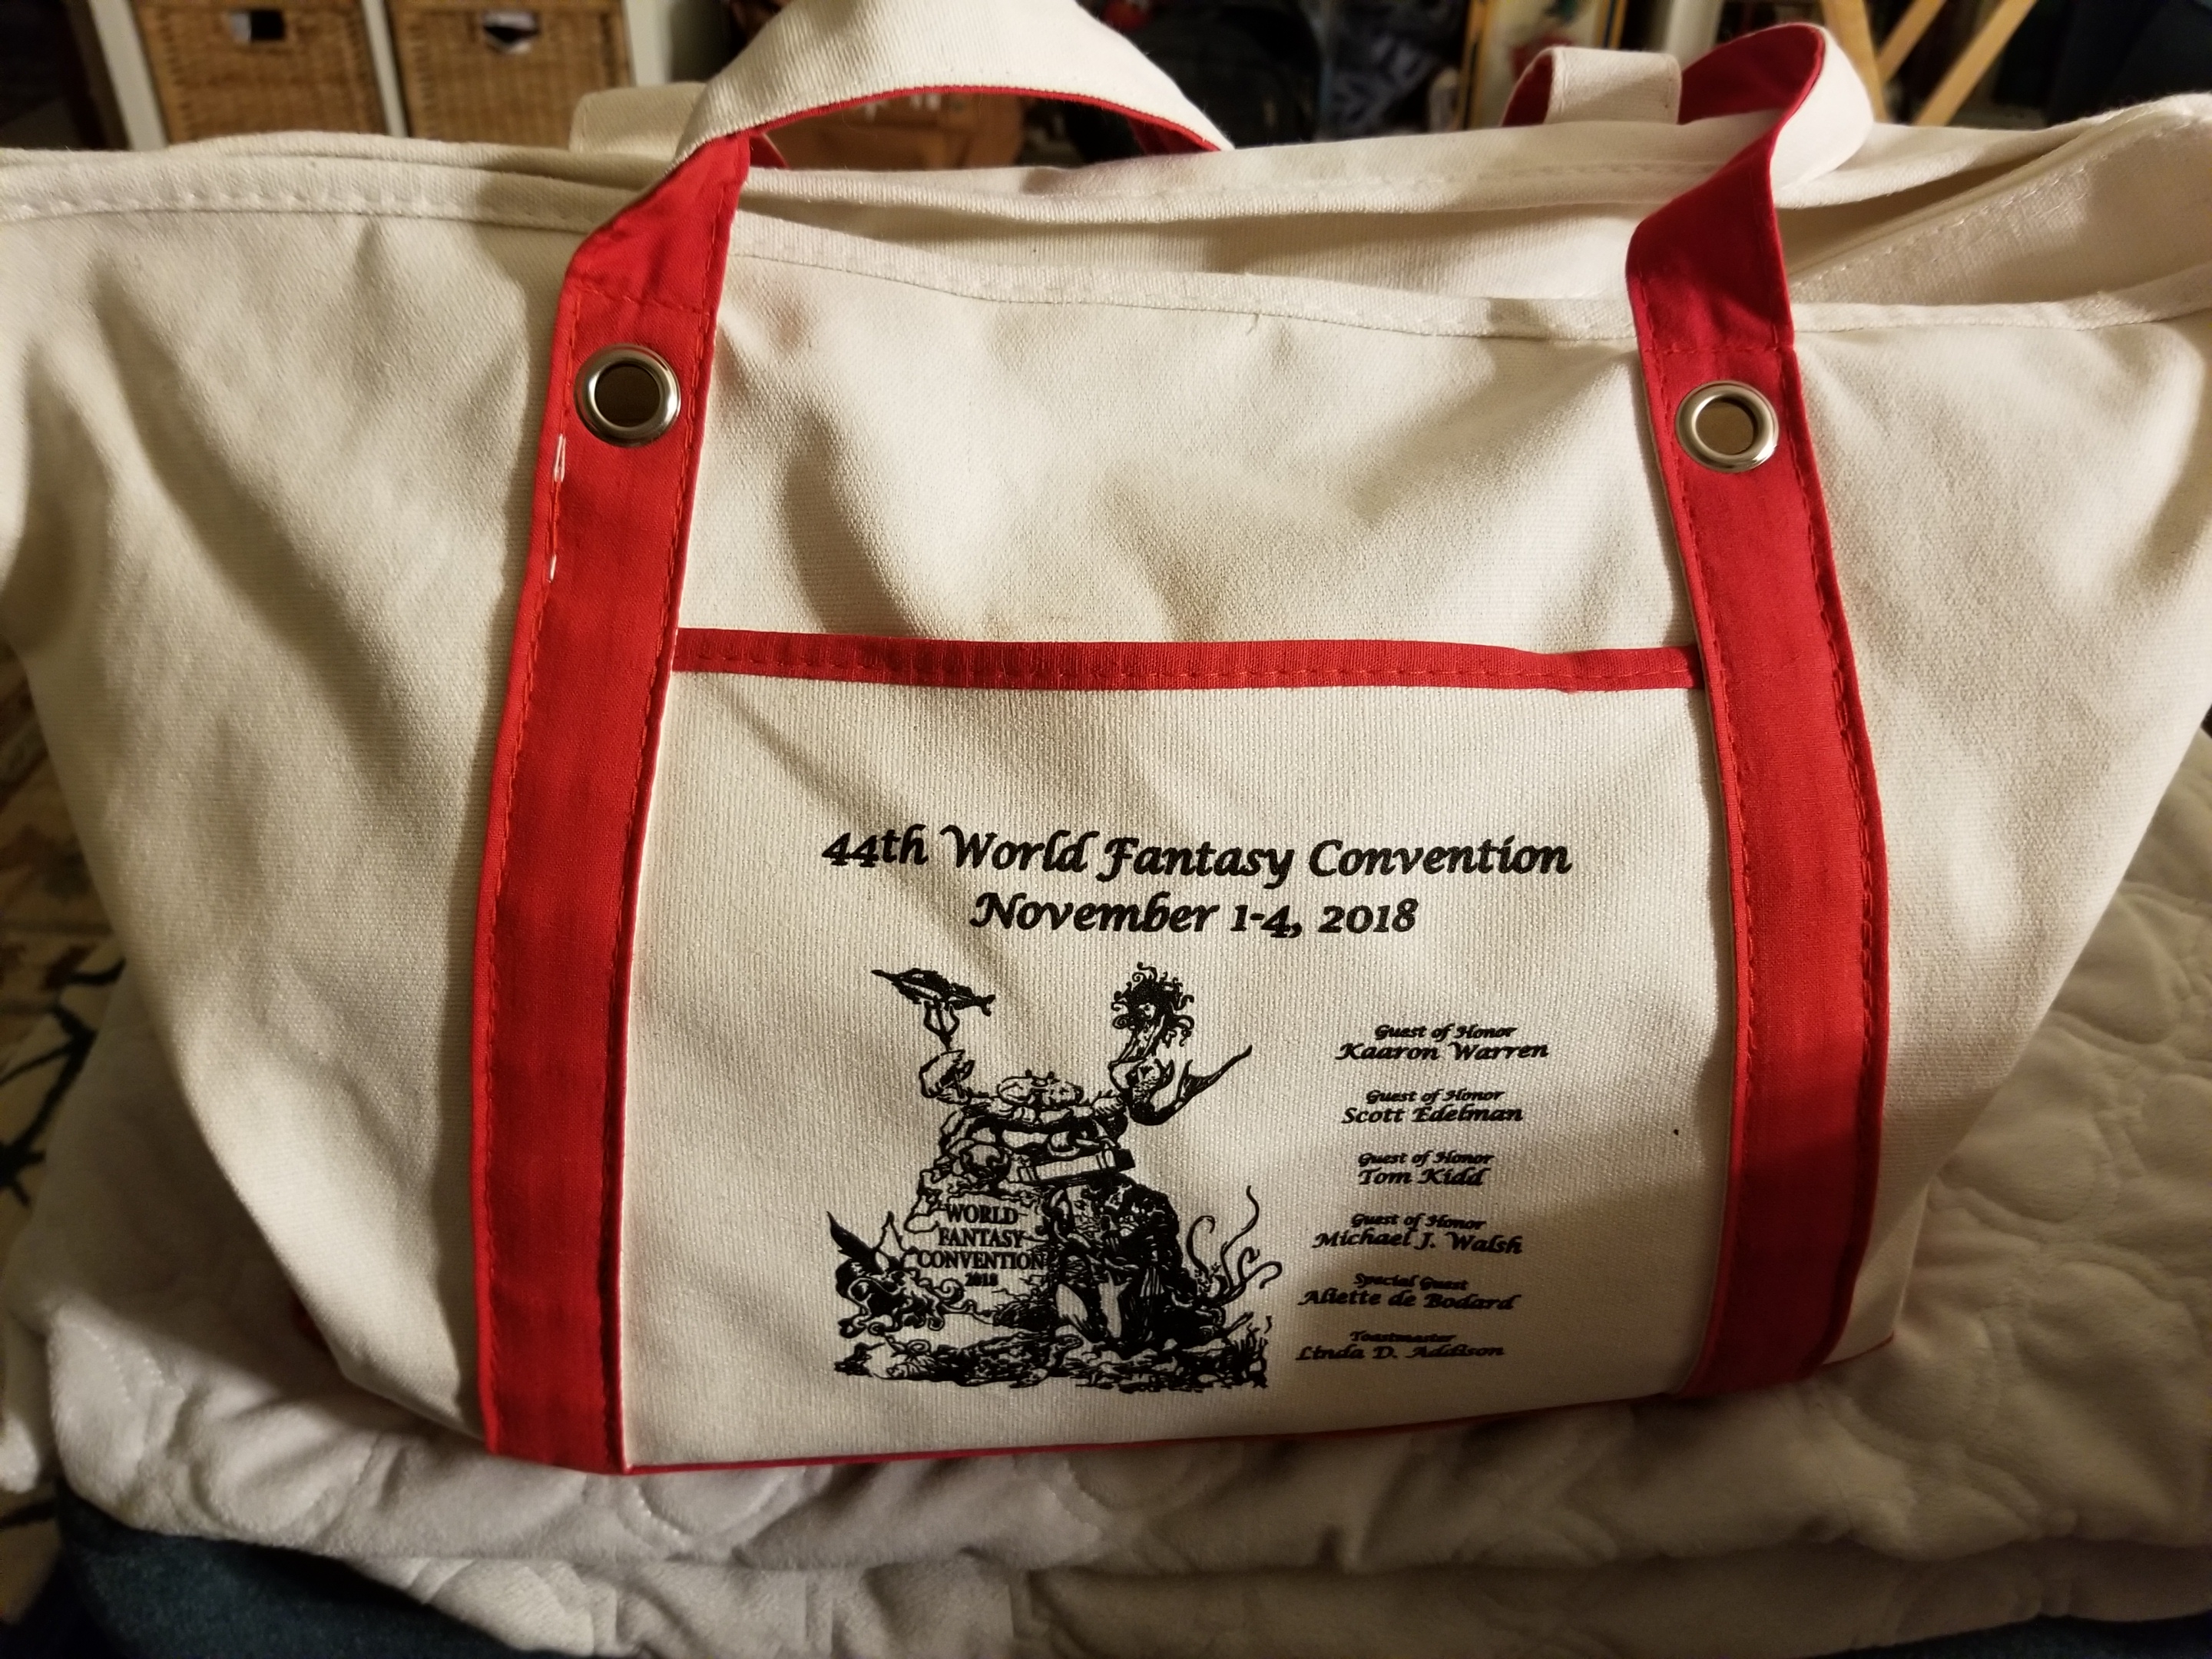 44th World Fantasy Convention
November 1-4, 2018
Guest of Honor
Kaaron Warren
Guest of Honor
Scott Edelman
Guest of Honor
Tom Kidd
Guest of Honor
Michael J. Walsh
Special Guest
Aliette de Bodard
Toastmaster
Linda D. Addison
WORLD
FANTASY
CONVENTION
2018